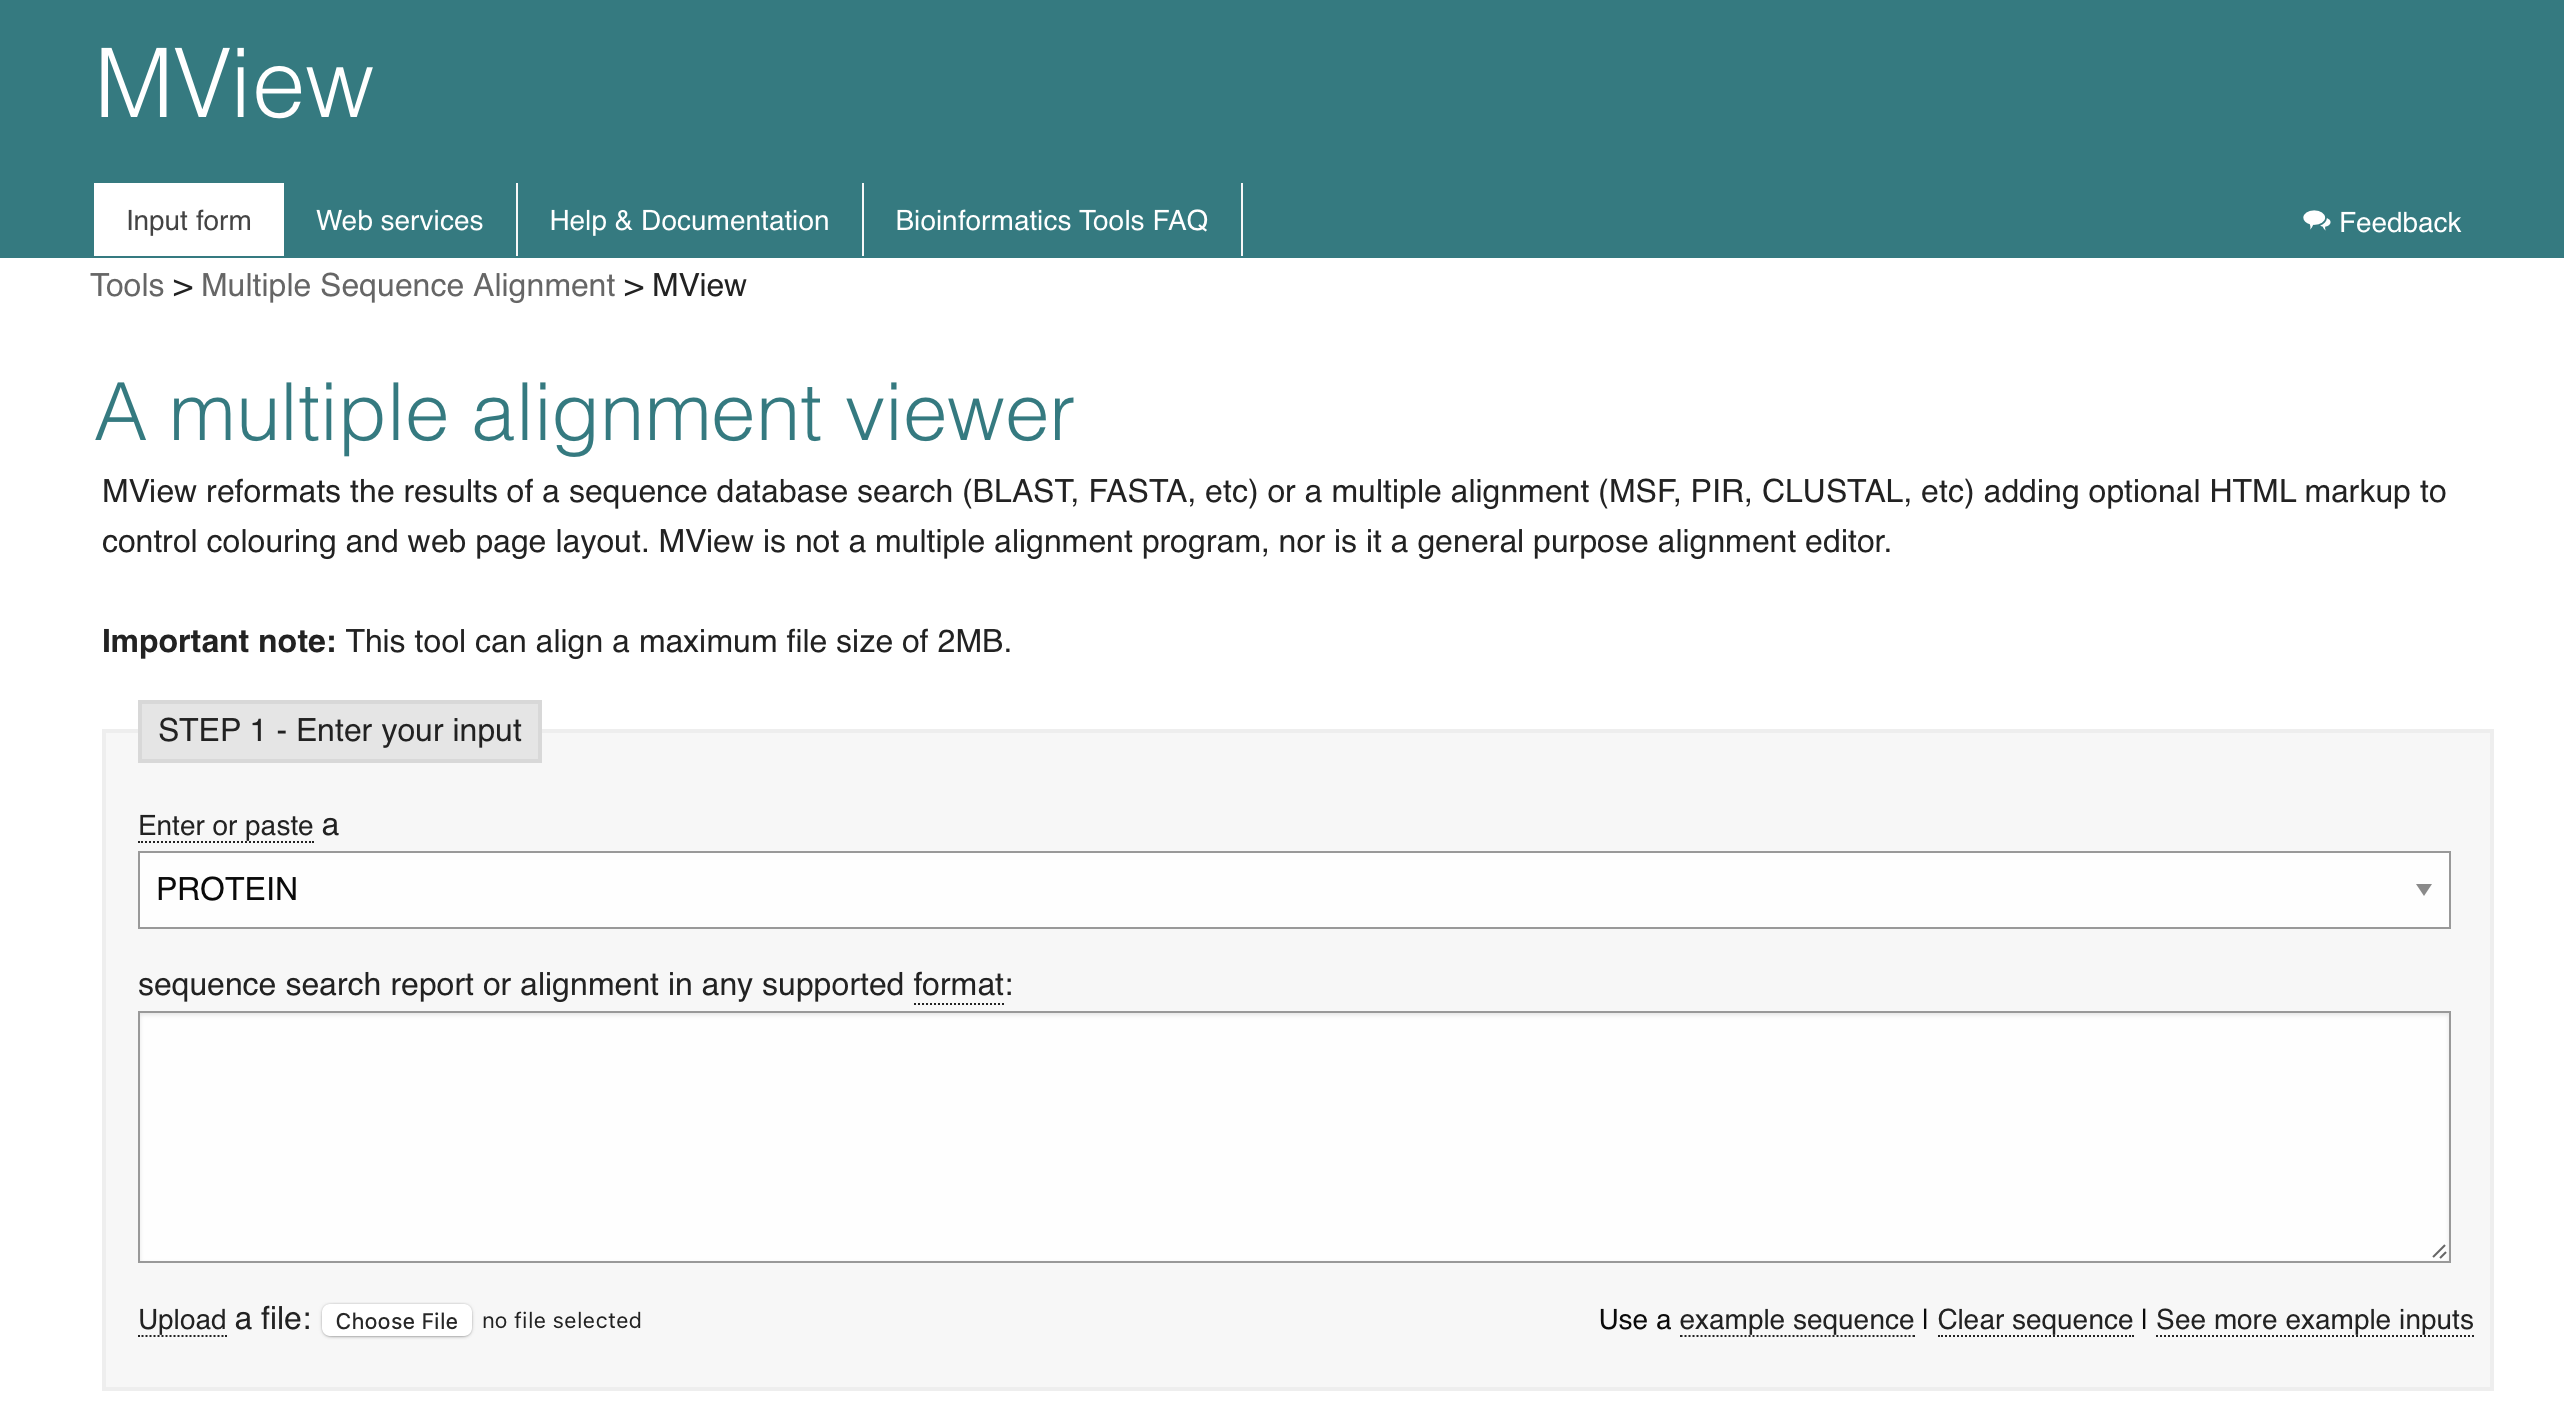 MView
Input form
Web services
Help & Documentation
Bioinformatics Tools FAQ
Feedback
Tools > Multiple Sequence Alignment > MView
A multiple alignment viewer
MView reformats the results of a sequence database search (BLAST, FASTA, etc) or a multiple alignment (MSF, PIR, CLUSTAL, etc) adding optional HTML markup to
control colouring and web page layout. MView is not a multiple alignment program, nor is it a general purpose alignment editor.
Important note: This tool can align a maximum file size of 2MB.
STEP 1 - Enter your input
Enter or paste a
PROTEIN
sequence search report or alignment in any supported format:
Upload a file: Choose File no file selected
Use a example sequence | Clear sequence | See more example inputs